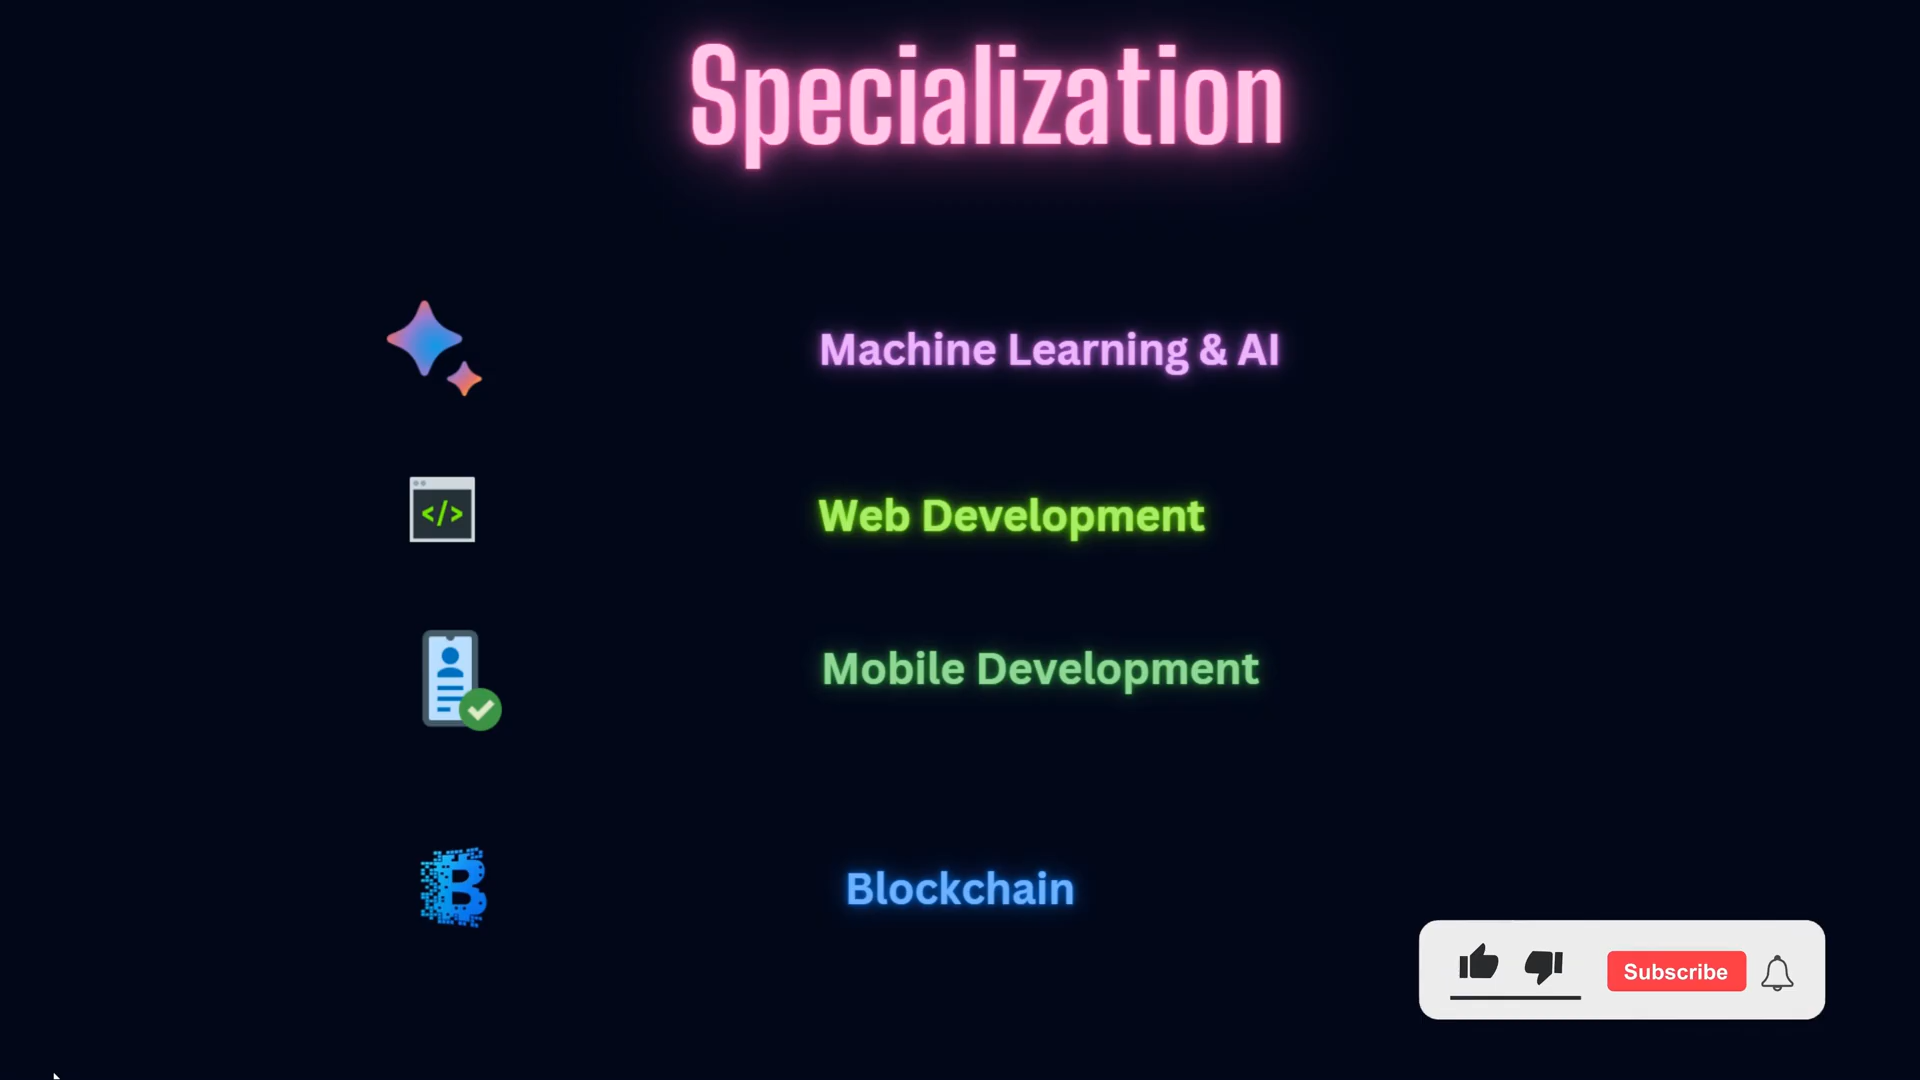 Specialization
Machine Learning & AI
</>
Web Development
Mobile Development
Blockchain
Subscribe